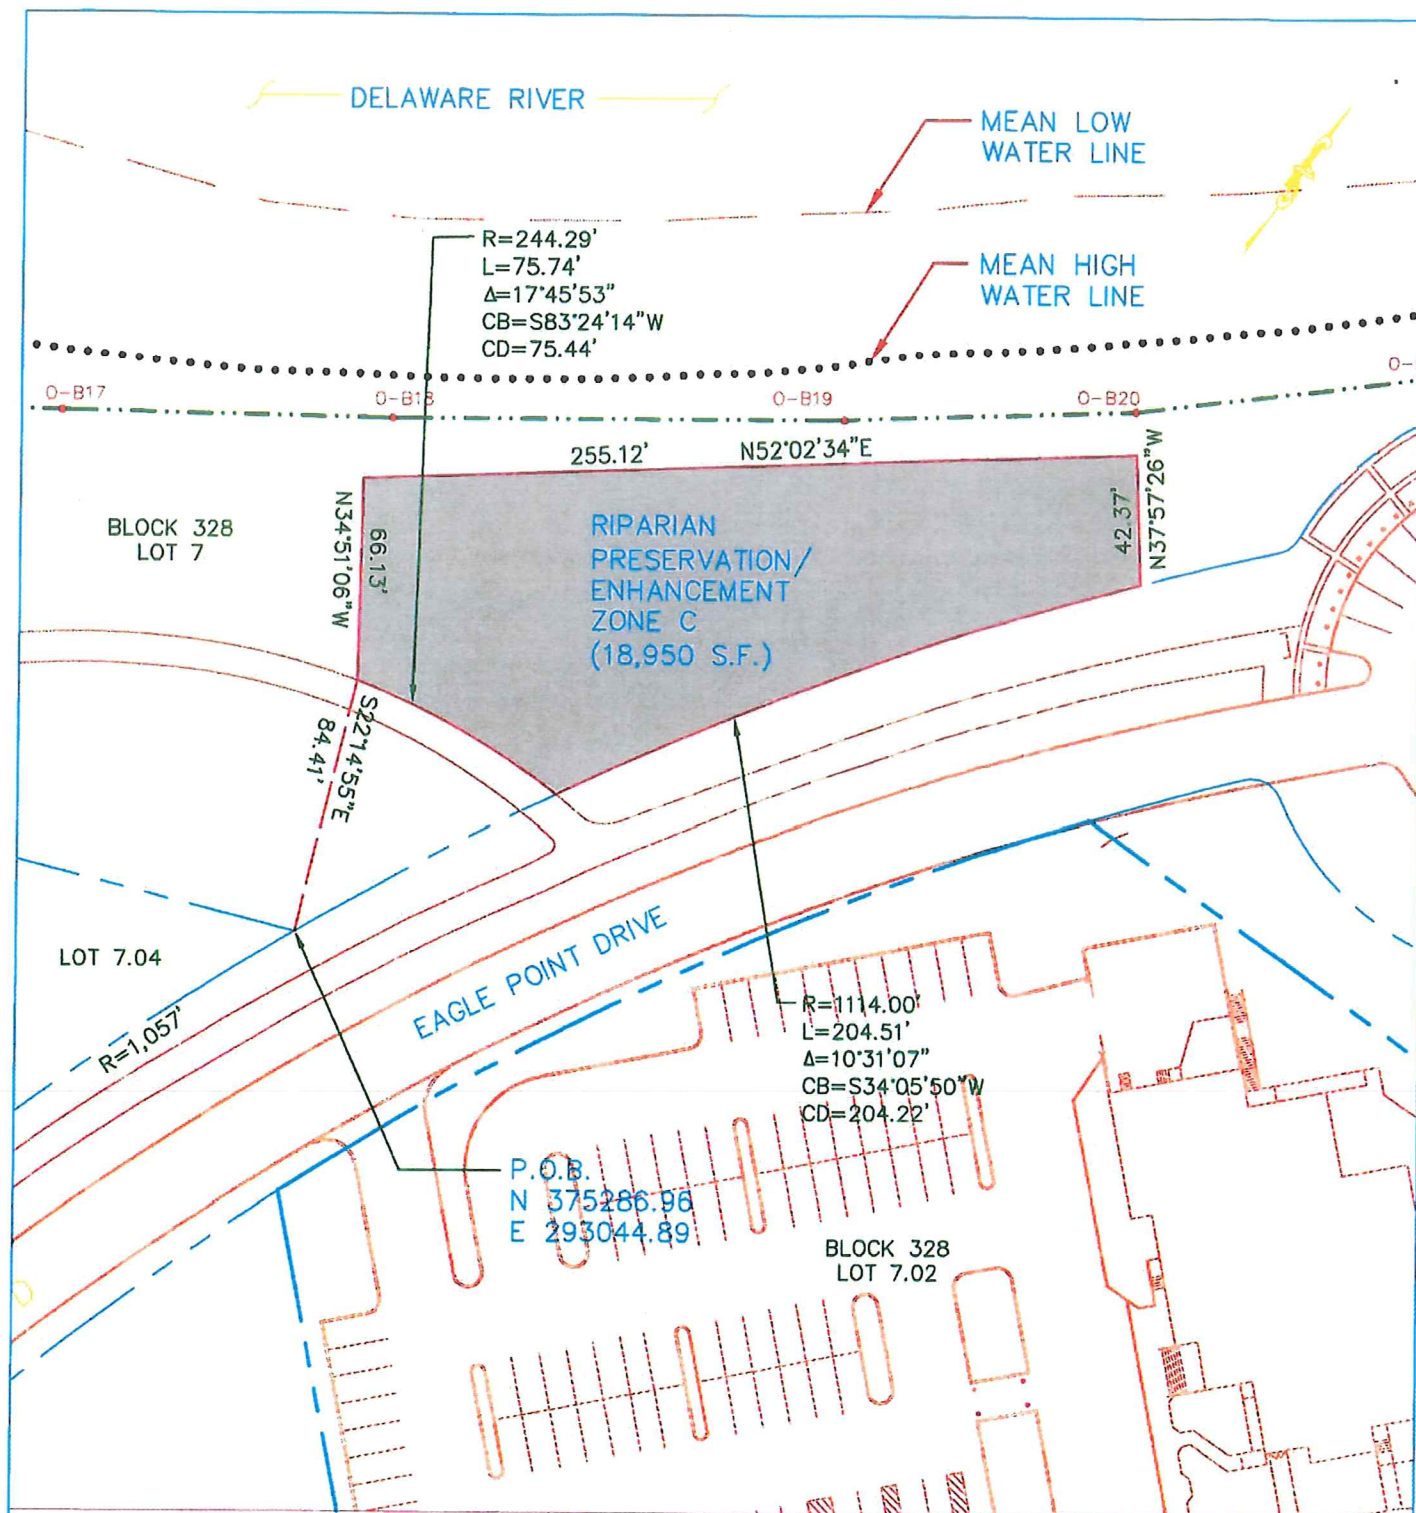 DELAWARE RIVER
MEAN LOW
WATER LINE
R=244.29'
L=75.74'
Δ=17°45'53"
CB=S83°24'14"W
CD=75.44'
MEAN HIGH
WATER LINE
O-B17
O-B18
O-B19
O-B20
O-
255.12'
N52°02'34"E
N34°51'06"W
66.13'
42.37'
N37°57'26"W
BLOCK 328
LOT 7
RIPARIAN
PRESERVATION/
ENHANCEMENT
ZONE C
(18,950 S.F.)
S22°14'55"E
84.41'
LOT 7.04
R=1,057'
EAGLE POINT DRIVE
R=1114.00'
L=204.51'
Δ=10°31'07"
CB=S34°05'50"W
CD=204.22'
P.O.B.
N 375286.96
E 293044.89
BLOCK 328
LOT 7.02
D